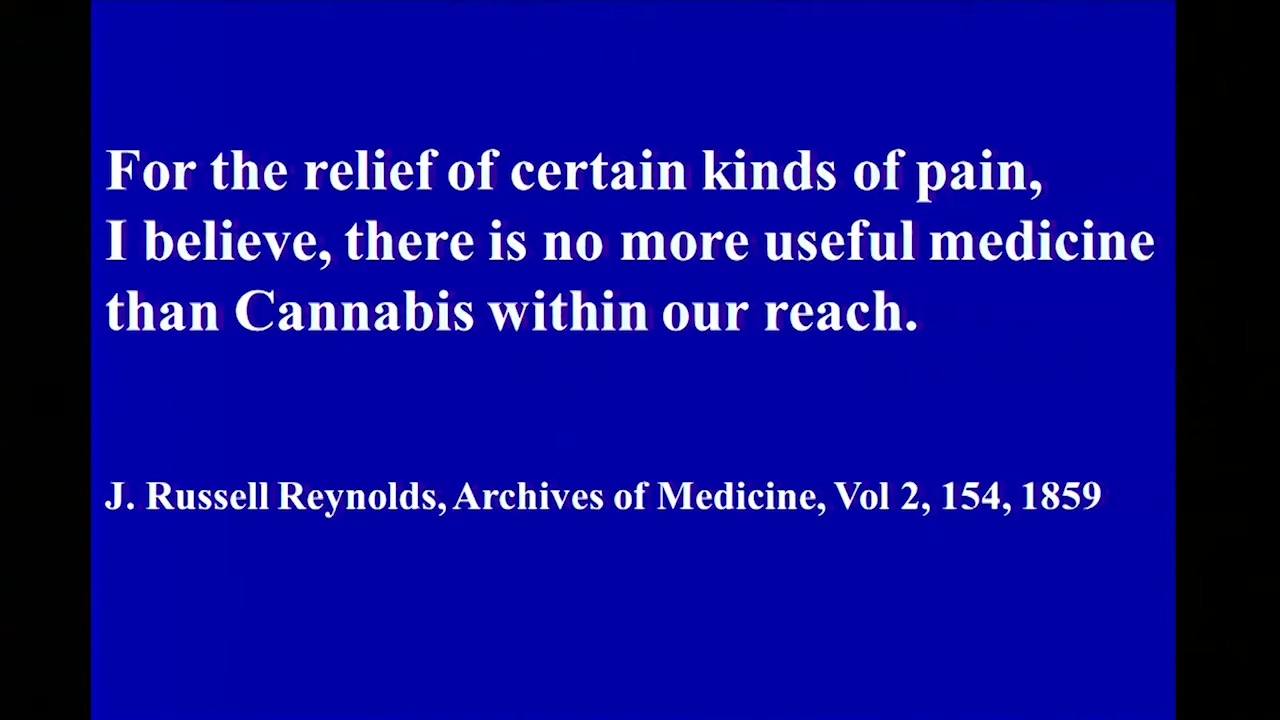 For the relief of certain kinds of pain,
I believe, there is no more useful medicine
than Cannabis within our reach.
J. Russell Reynolds, Archives of Medicine, Vol 2, 154, 1859